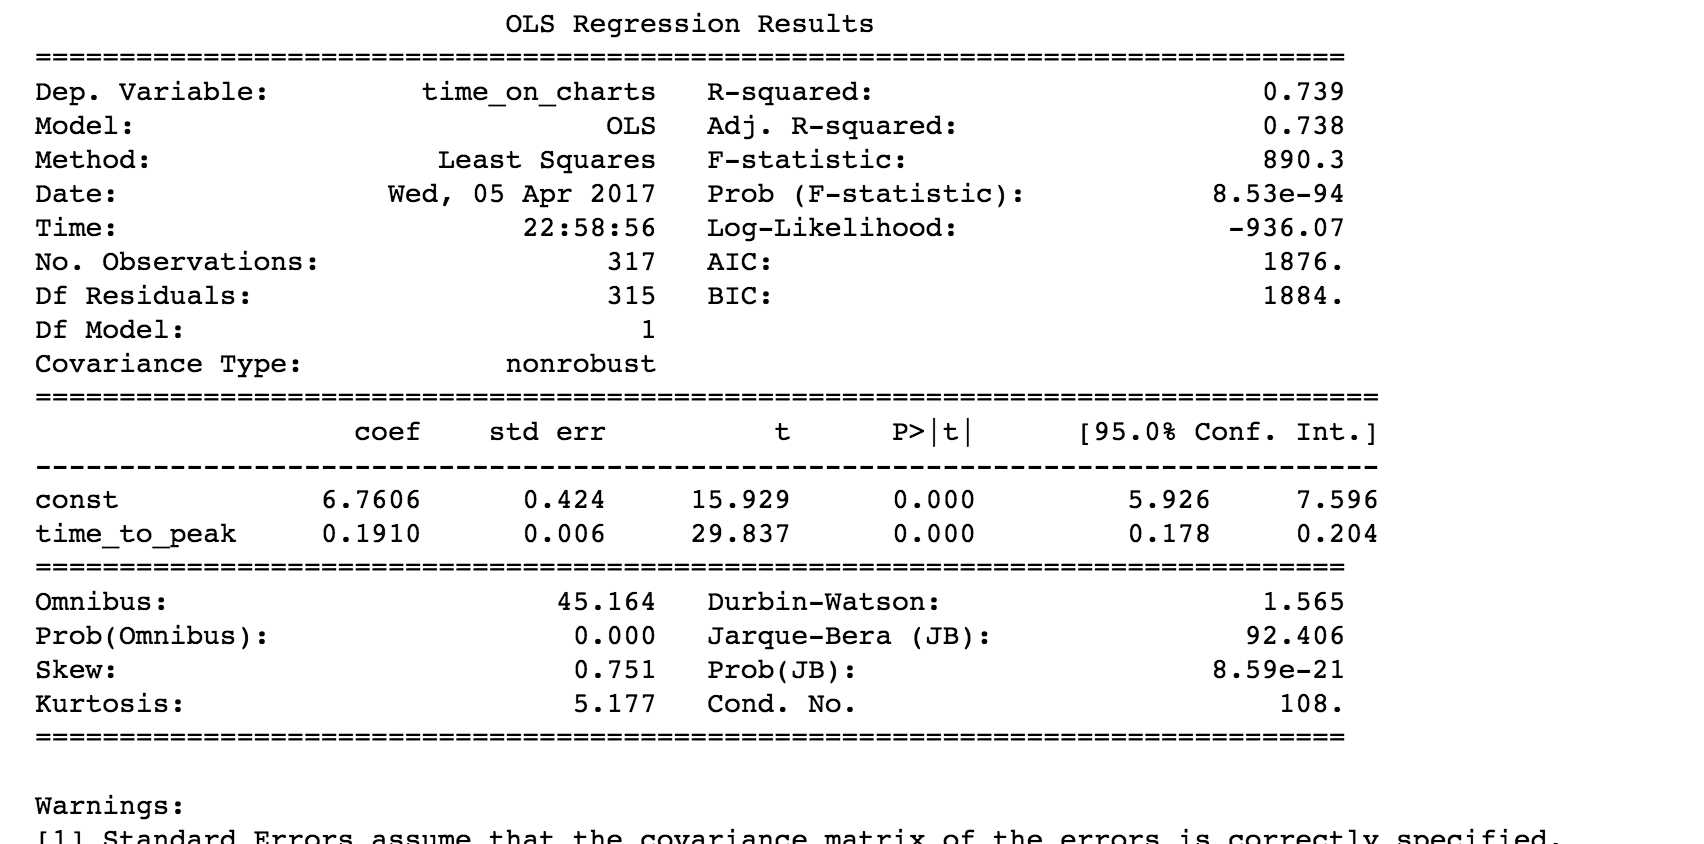 OLS Regression Results
==============================================================================
Dep. Variable: time_on_charts R-squared: 0.739
Model: OLS Adj. R-squared: 0.738
Method: Least Squares F-statistic: 890.3
Date: Wed, 05 Apr 2017 Prob (F-statistic): 8.53e-94
Time: 22:58:56 Log-Likelihood: -936.07
No. Observations: 317 AIC: 1876.
Df Residuals: 315 BIC: 1884.
Df Model: 1
Covariance Type: nonrobust
================================================================================
coef std err t P>|t| [95.0% Conf. Int.]
--------------------------------------------------------------------------------
const 6.7606 0.424 15.929 0.000 5.926 7.596
time_to_peak 0.1910 0.006 29.837 0.000 0.178 0.204
==============================================================================
Omnibus: 45.164 Durbin-Watson: 1.565
Prob(Omnibus): 0.000 Jarque-Bera (JB): 92.406
Skew: 0.751 Prob(JB): 8.59e-21
Kurtosis: 5.177 Cond. No. 108.
==============================================================================
Warnings:
[1] Standard Errors assume that the covariance matrix of the errors is correctly specified.